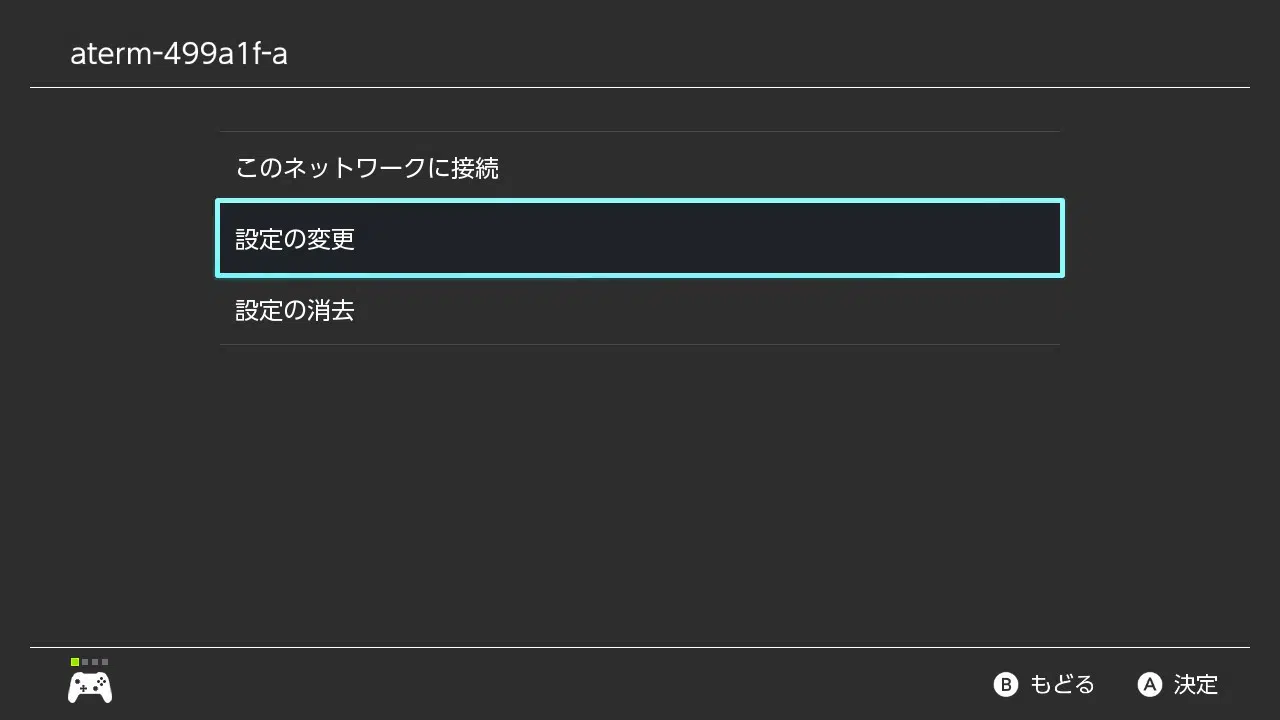 aterm-499a1f-a
このネットワークに接続
設定の変更
設定の消去
B もどる A 決定